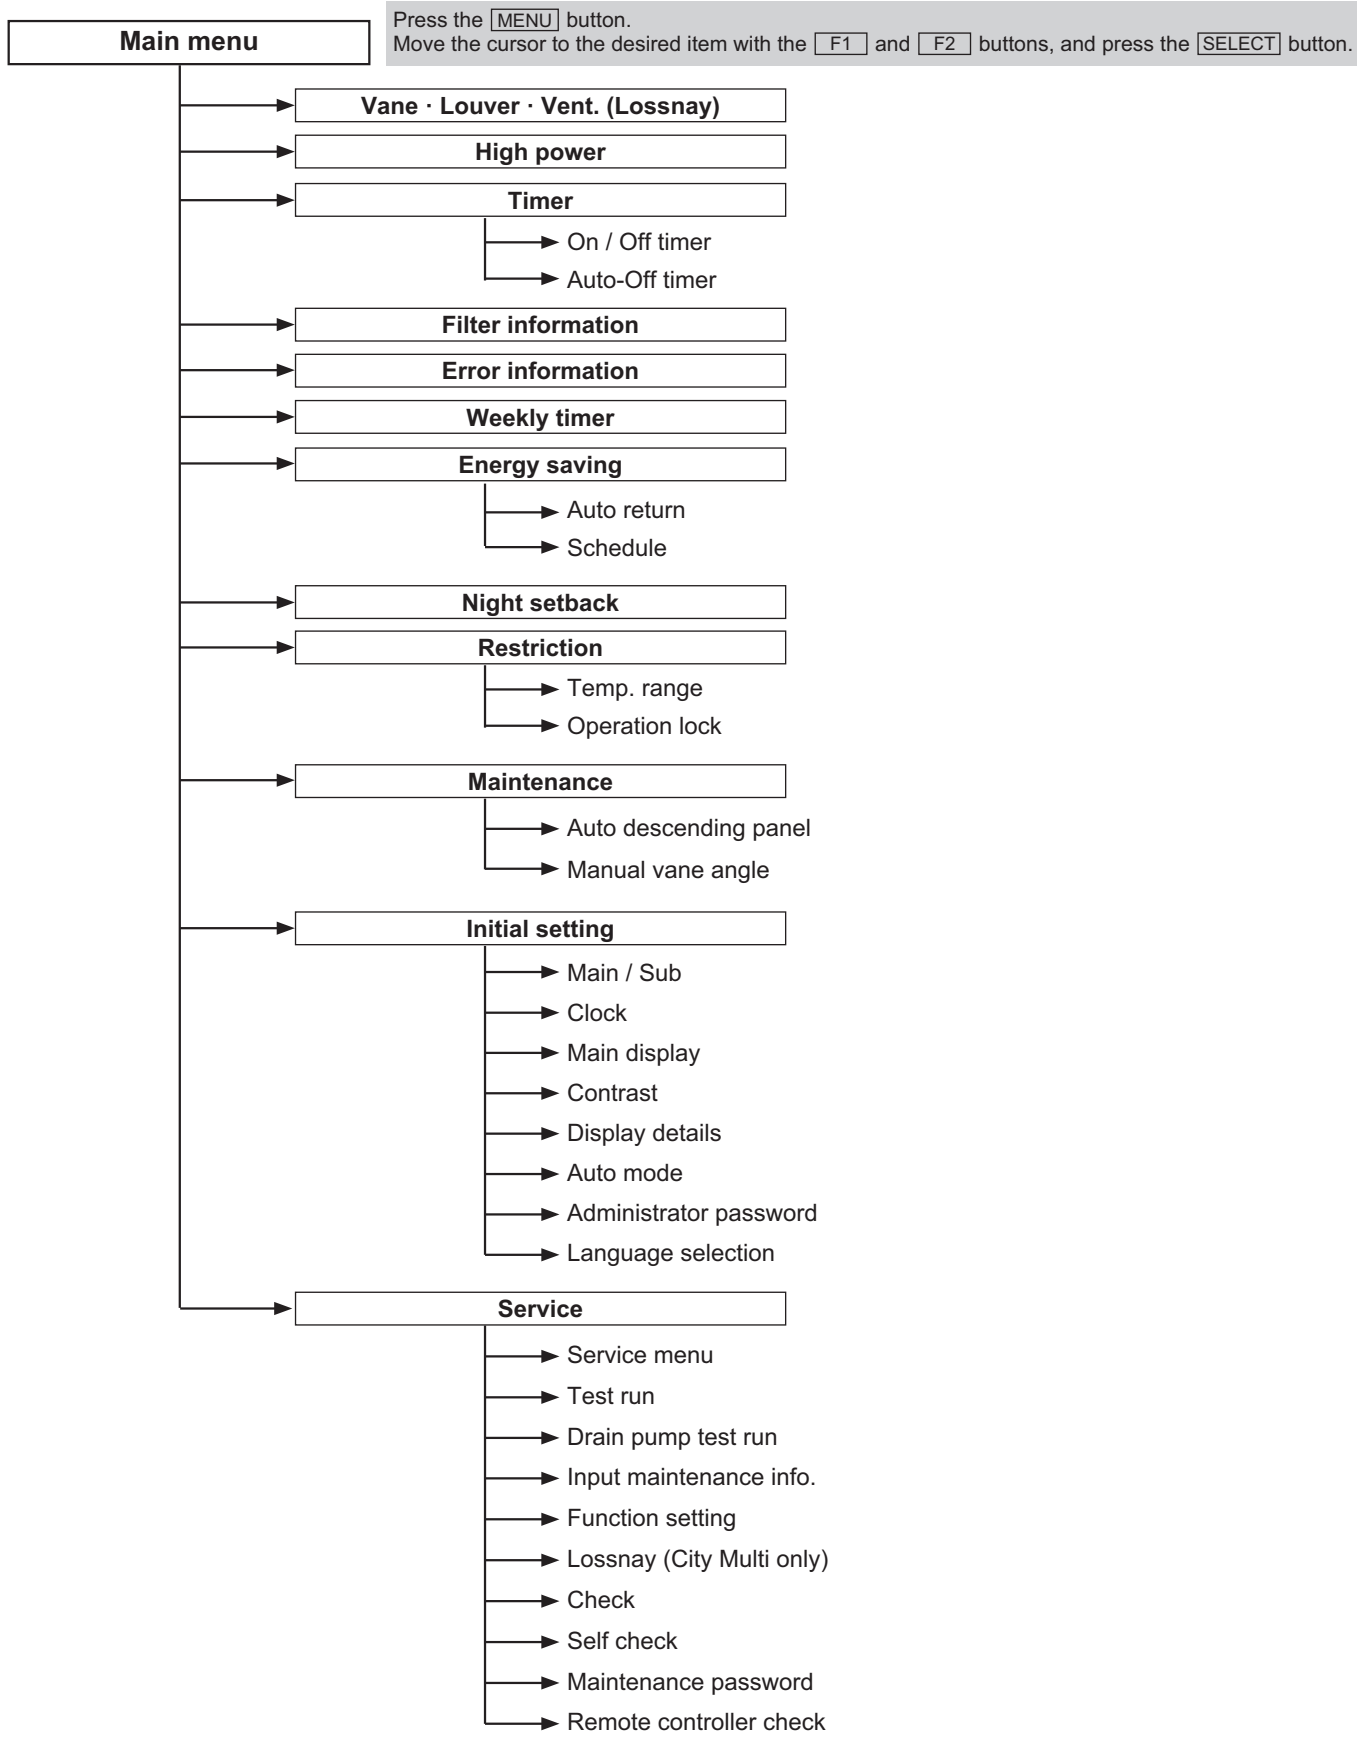 Main menu
Press the MENU button.
Move the cursor to the desired item with the F1 and F2 buttons, and press the SELECT button.
Vane · Louver · Vent. (Lossnay)
High power
Timer
On / Off timer
Auto-Off timer
Filter information
Error information
Weekly timer
Energy saving
Auto return
Schedule
Night setback
Restriction
Temp. range
Operation lock
Maintenance
Auto descending panel
Manual vane angle
Initial setting
Main / Sub
Clock
Main display
Contrast
Display details
Auto mode
Administrator password
Language selection
Service
Service menu
Test run
Drain pump test run
Input maintenance info.
Function setting
Lossnay (City Multi only)
Check
Self check
Maintenance password
Remote controller check